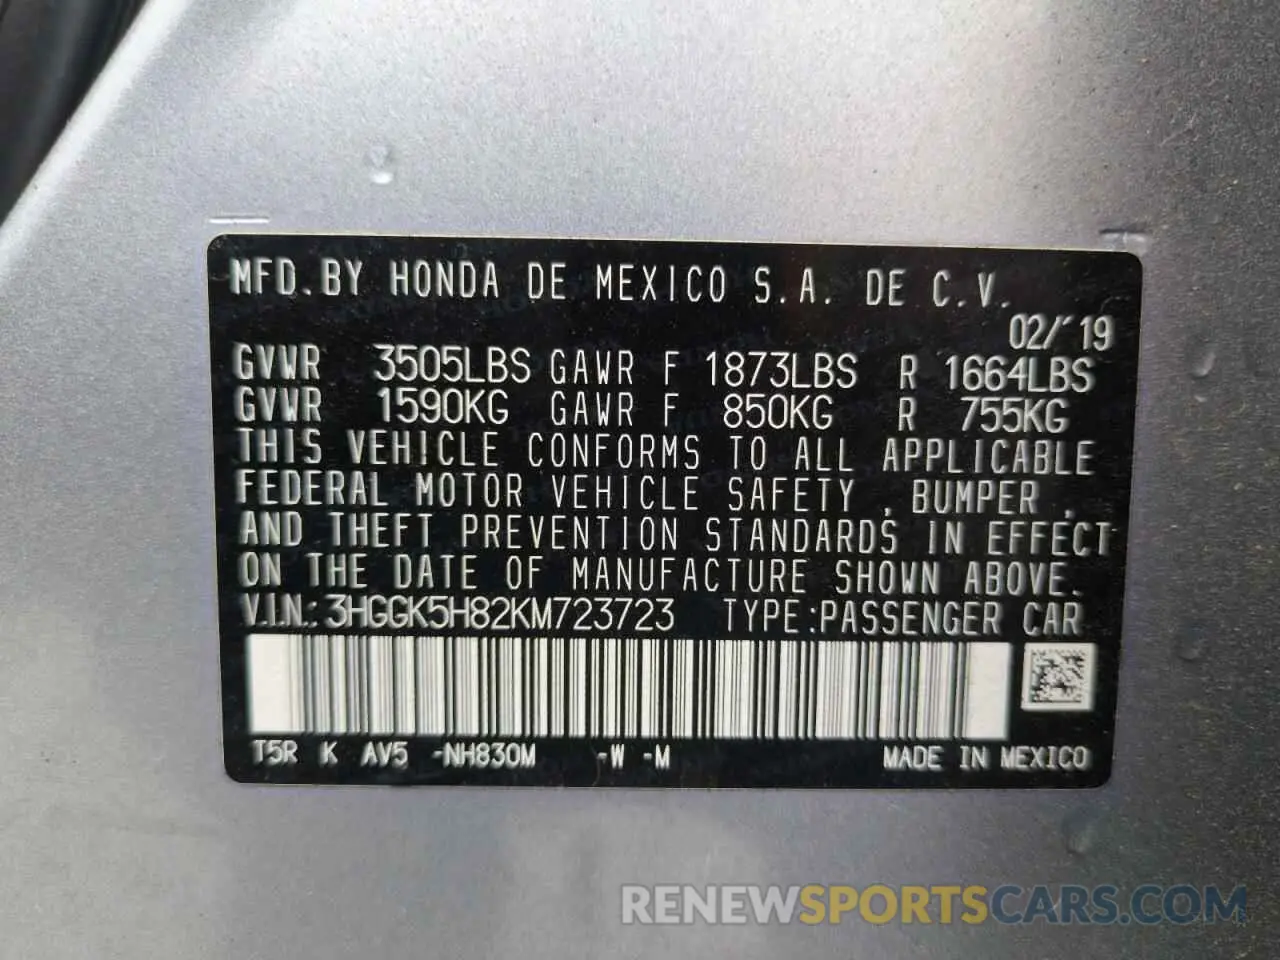 MFD. BY HONDA DE MEXICO S.A. DE C.V.
02/'19
GVWR 3505LBS GAWR F 1873LBS R 1664LBS
GVWR 1590KG GAWR F 850KG R 755KG
THIS VEHICLE CONFORMS TO ALL APPLICABLE
FEDERAL MOTOR VEHICLE SAFETY , BUMPER ,
AND THEFT PREVENTION STANDARDS IN EFFECT
ON THE DATE OF MANUFACTURE SHOWN ABOVE.
V.I.N.: 3HGGK5H82KM723723 TYPE:PASSENGER CAR
T5R K AV5 -NH830M -W -M MADE IN MEXICO
RENEWSPORTSCARS.COM